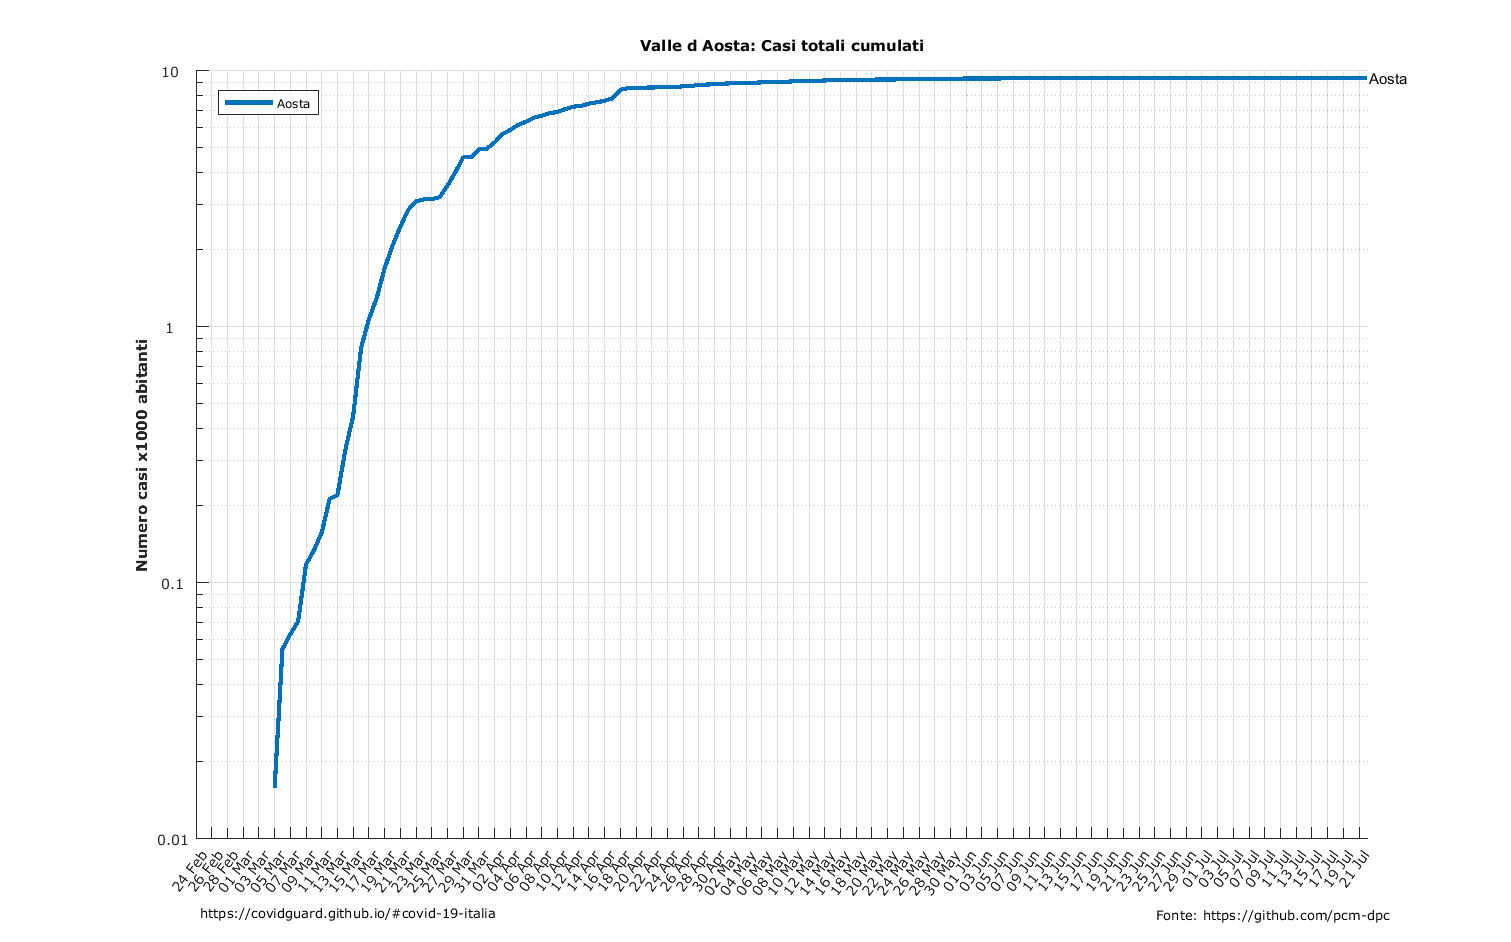 Valle d Aosta: Casi totali cumulati
10
1
0.1
0.01
Numero casi x1000 abitanti
Aosta
Aosta
24 Feb
26 Feb
28 Feb
01 Mar
03 Mar
05 Mar
07 Mar
09 Mar
11 Mar
13 Mar
15 Mar
17 Mar
19 Mar
21 Mar
23 Mar
25 Mar
27 Mar
29 Mar
31 Mar
02 Apr
04 Apr
06 Apr
08 Apr
10 Apr
12 Apr
14 Apr
16 Apr
18 Apr
20 Apr
22 Apr
24 Apr
26 Apr
28 Apr
30 Apr
02 May
04 May
06 May
08 May
10 May
12 May
14 May
16 May
18 May
20 May
22 May
24 May
26 May
28 May
30 May
01 Jun
03 Jun
05 Jun
07 Jun
09 Jun
11 Jun
13 Jun
15 Jun
17 Jun
19 Jun
21 Jun
23 Jun
25 Jun
27 Jun
29 Jun
01 Jul
03 Jul
05 Jul
07 Jul
09 Jul
11 Jul
13 Jul
15 Jul
17 Jul
19 Jul
21 Jul
https://covidguard.github.io/#covid-19-italia
Fonte: https://github.com/pcm-dpc